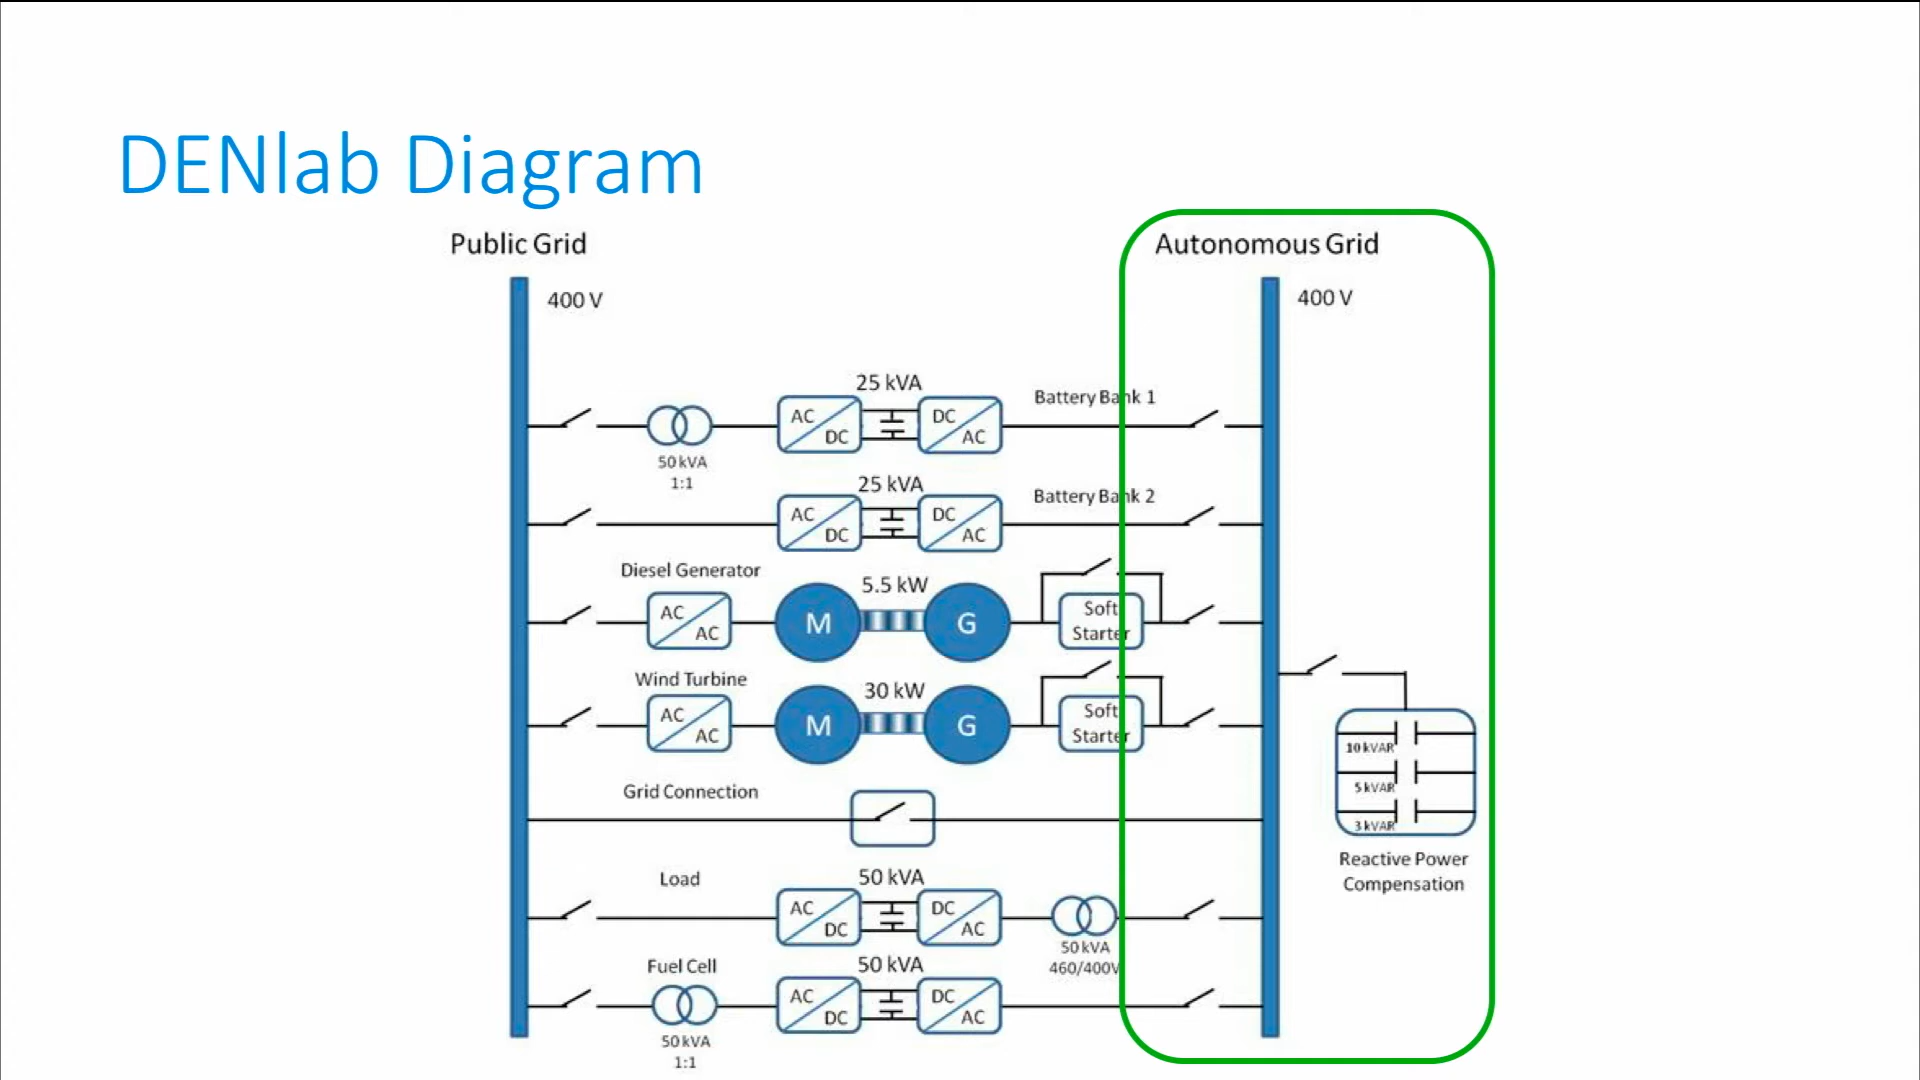 DENlab Diagram
Public Grid
Autonomous Grid
400 V
400 V
25 kVA
Battery Bank 1
AC
DC
DC
AC
50 kVA
1:1
25 kVA
Battery Bank 2
AC
DC
DC
AC
Diesel Generator
5.5 kW
AC
AC
M
G
Soft
Starter
Wind Turbine
30 kW
AC
AC
M
G
Soft
Starter
10 kVAR
5 kVAR
3 kVAR
Reactive Power
Compensation
Grid Connection
Load
50 kVA
AC
DC
DC
AC
50 kVA
460/400V
Fuel Cell
50 kVA
AC
DC
DC
AC
50 kVA
1:1